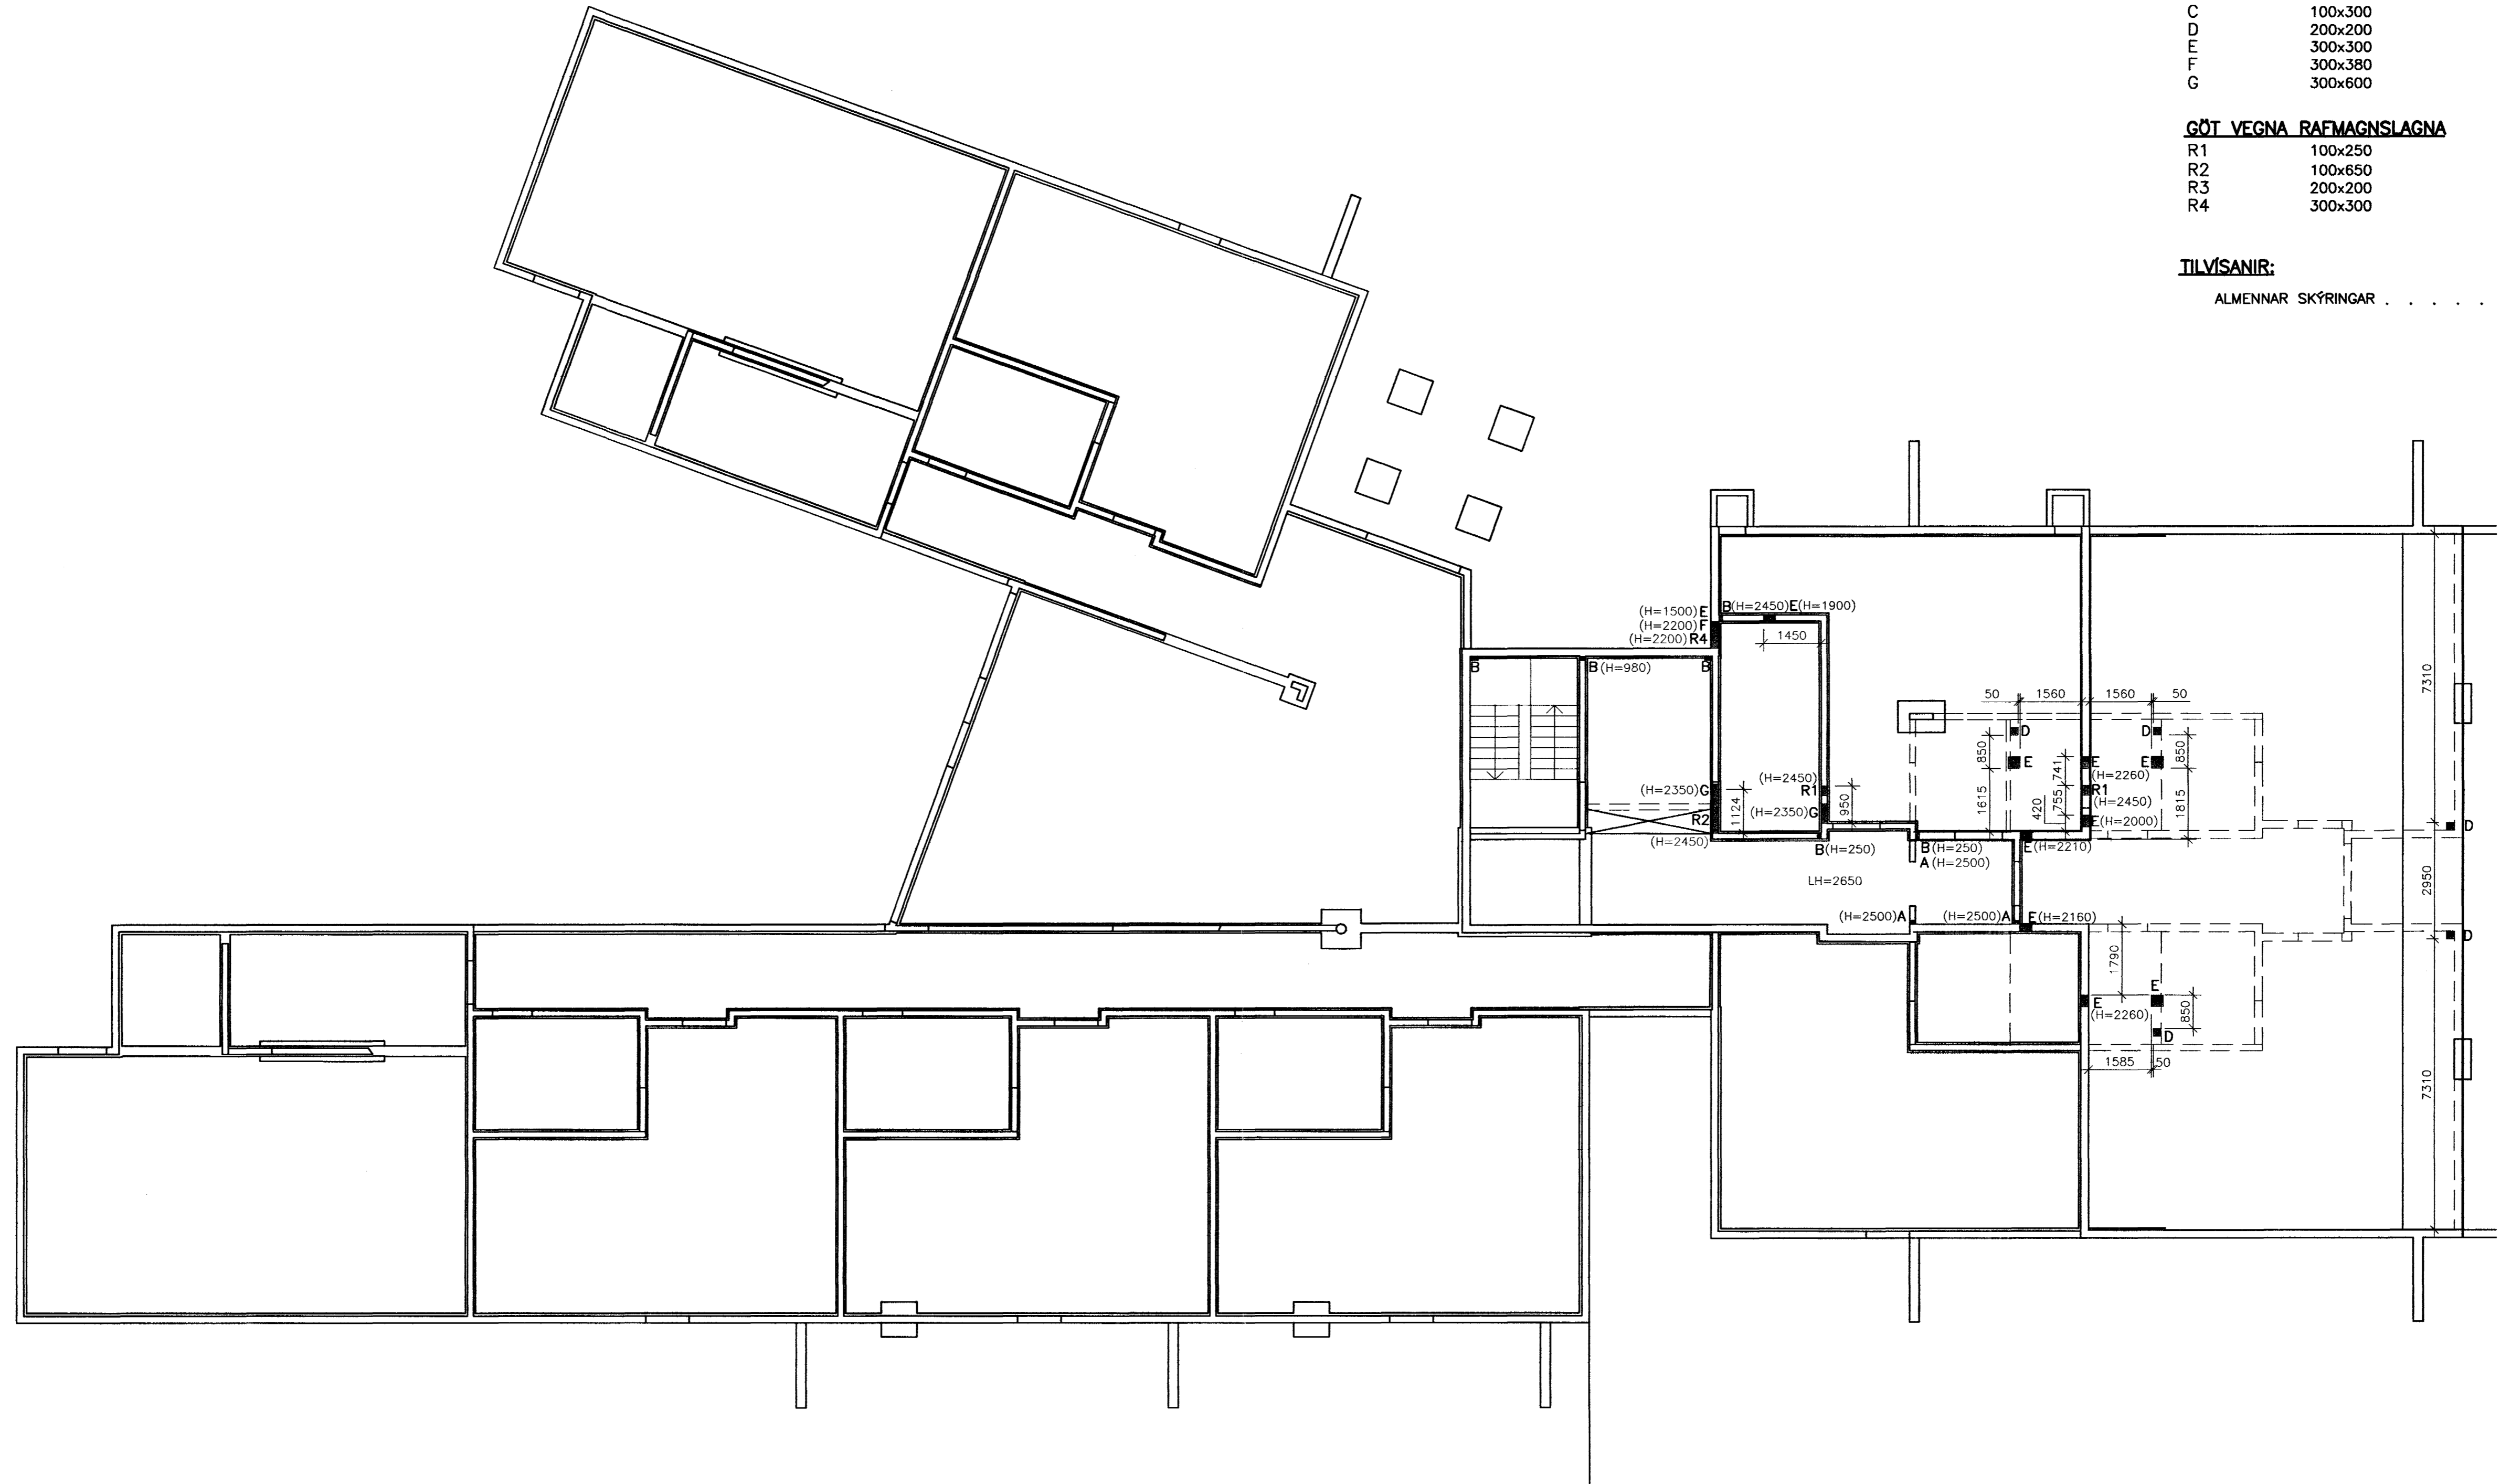 C 100x300
D 200x200
E 300x300
F 300x380
G 300x600
GÖT VEGNA RAFMAGNSLAGNA
R1 100x250
R2 100x650
R3 200x200
R4 300x300
TILVÍSANIR:
ALMENNAR SKÝRINGAR . . . . .
(H=1500) E
B (H=2450) E (H=1900)
(H=2200) F
(H=2200) R4
1450
B
B (H=980)
B
7310
50
1560
1560
50
D
D
850
E
741
E
(H=2260)
E
850
(H=2450)
R1
(H=2350) G
1124
(H=2350) G
950
R1
(H=2450)
1615
420
755
1815
R2
E (H=2000)
D
(H=2450)
B (H=250)
B (H=250)
E (H=2210)
A (H=2500)
LH=2650
2950
(H=2500) A
(H=2500) A
E (H=2160)
D
1790
E
E
(H=2260)
850
D
1585
50
7310